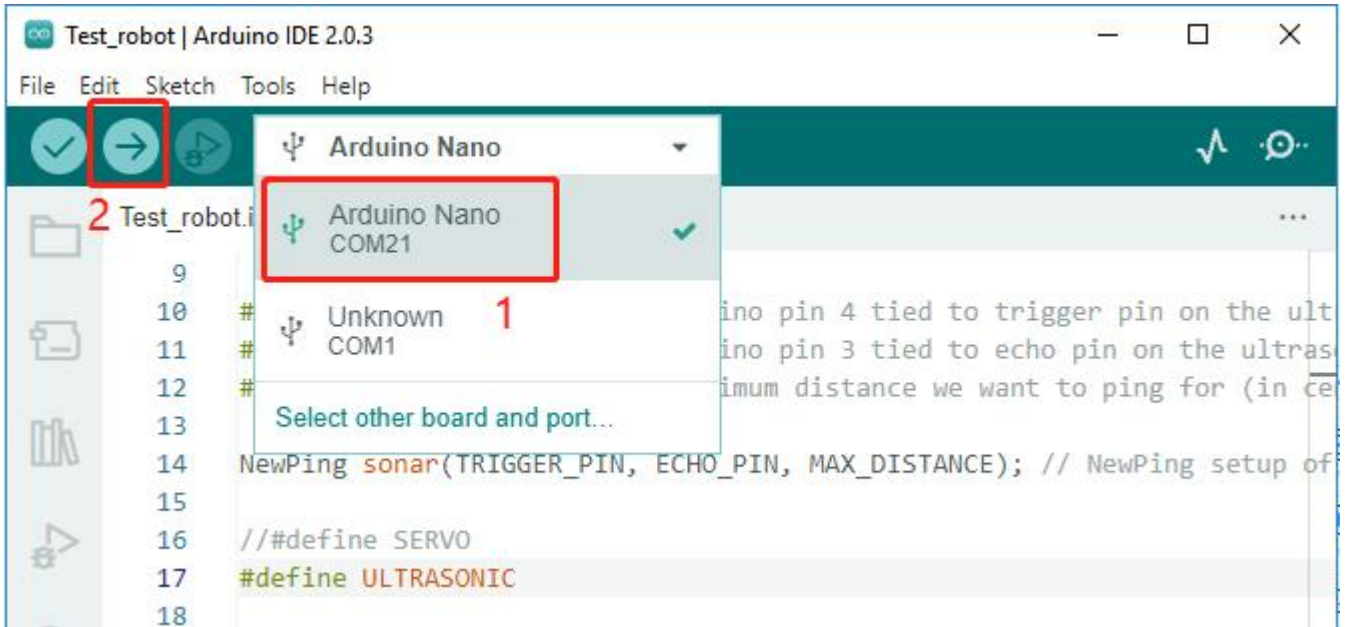 Test_robot | Arduino IDE 2.0.3
File Edit Sketch Tools Help
Arduino Nano
2
Test_robot.i
Arduino Nano
COM21
1
Unknown
COM1
Select other board and port...
...
9
10 # ino pin 4 tied to trigger pin on the ult
11 # ino pin 3 tied to echo pin on the ultras
12 # imum distance we want to ping for (in ce
13
14 NewPing sonar(TRIGGER_PIN, ECHO_PIN, MAX_DISTANCE); // NewPing setup of
15
16 //#define SERVO
17 #define ULTRASONIC
18